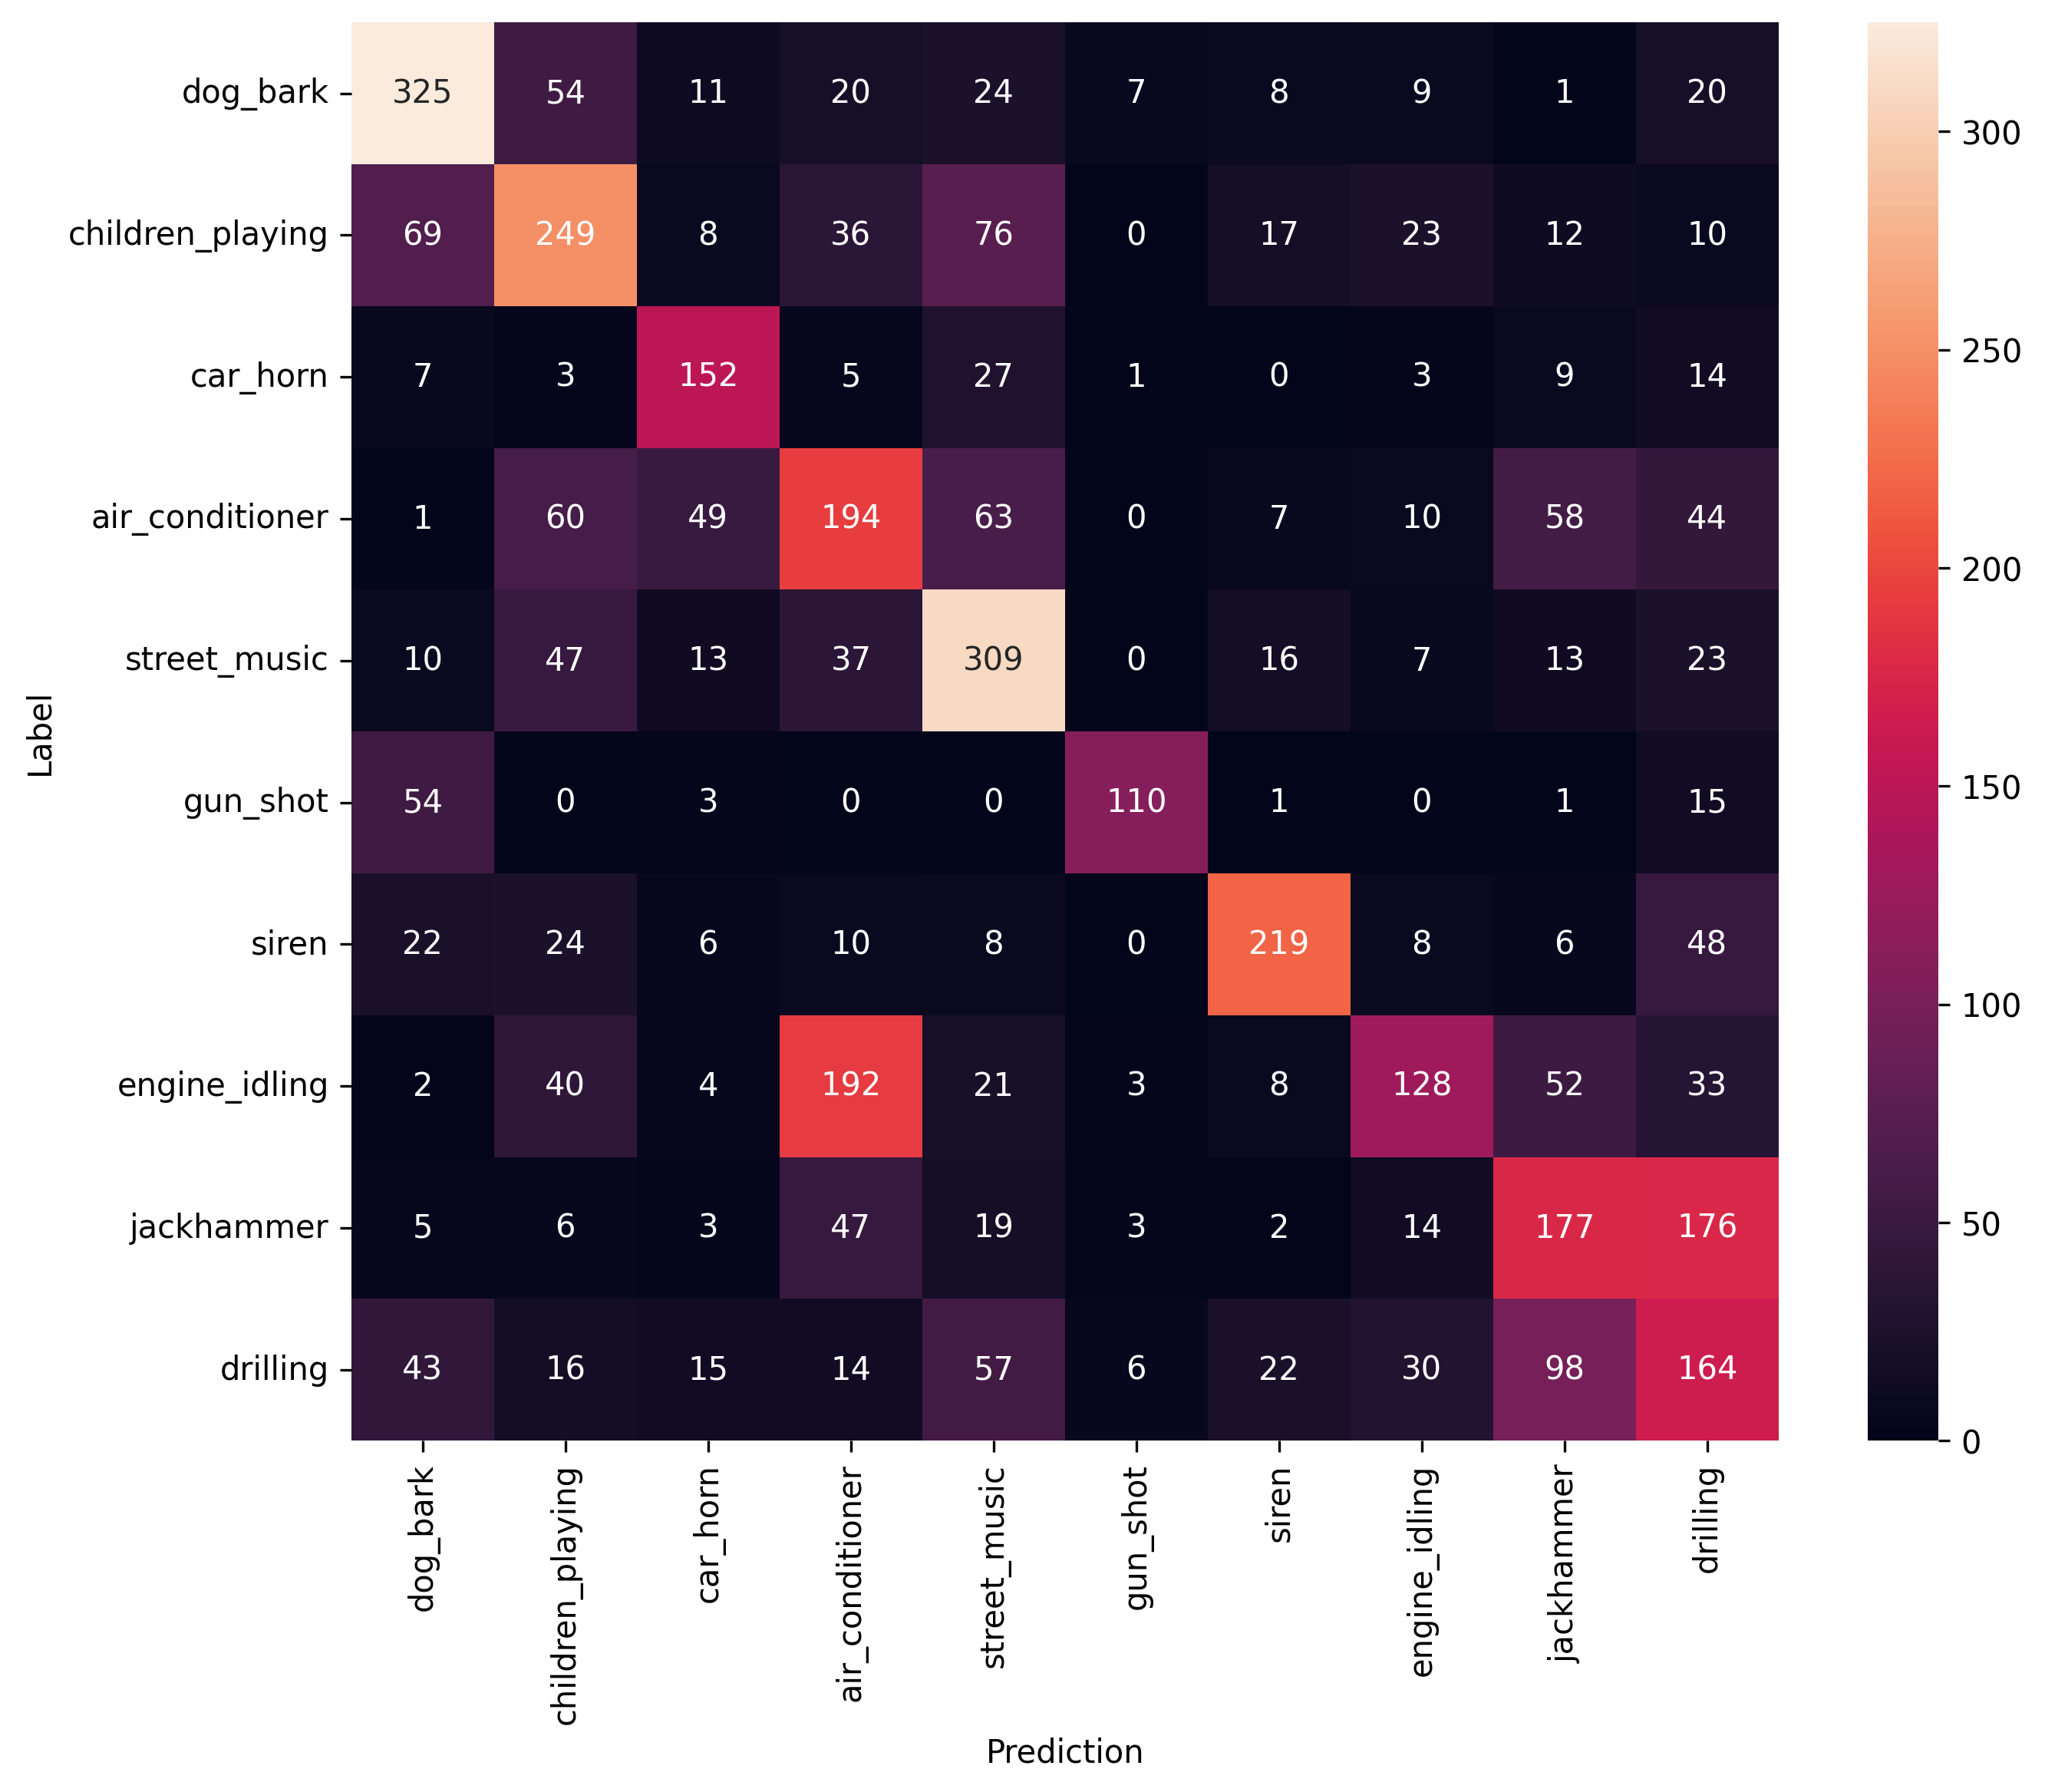 dog_bark 325 54 11 20 24 7 8 9 1 20
children_playing 69 249 8 36 76 0 17 23 12 10
car_horn 7 3 152 5 27 1 0 3 9 14
air_conditioner 1 60 49 194 63 0 7 10 58 44
street_music 10 47 13 37 309 0 16 7 13 23
gun_shot 54 0 3 0 0 110 1 0 1 15
siren 22 24 6 10 8 0 219 8 6 48
engine_idling 2 40 4 192 21 3 8 128 52 33
jackhammer 5 6 3 47 19 3 2 14 177 176
drilling 43 16 15 14 57 6 22 30 98 164
Label
dog_bark children_playing car_horn air_conditioner street_music gun_shot siren engine_idling jackhammer drilling
Prediction
300
250
200
150
100
50
0